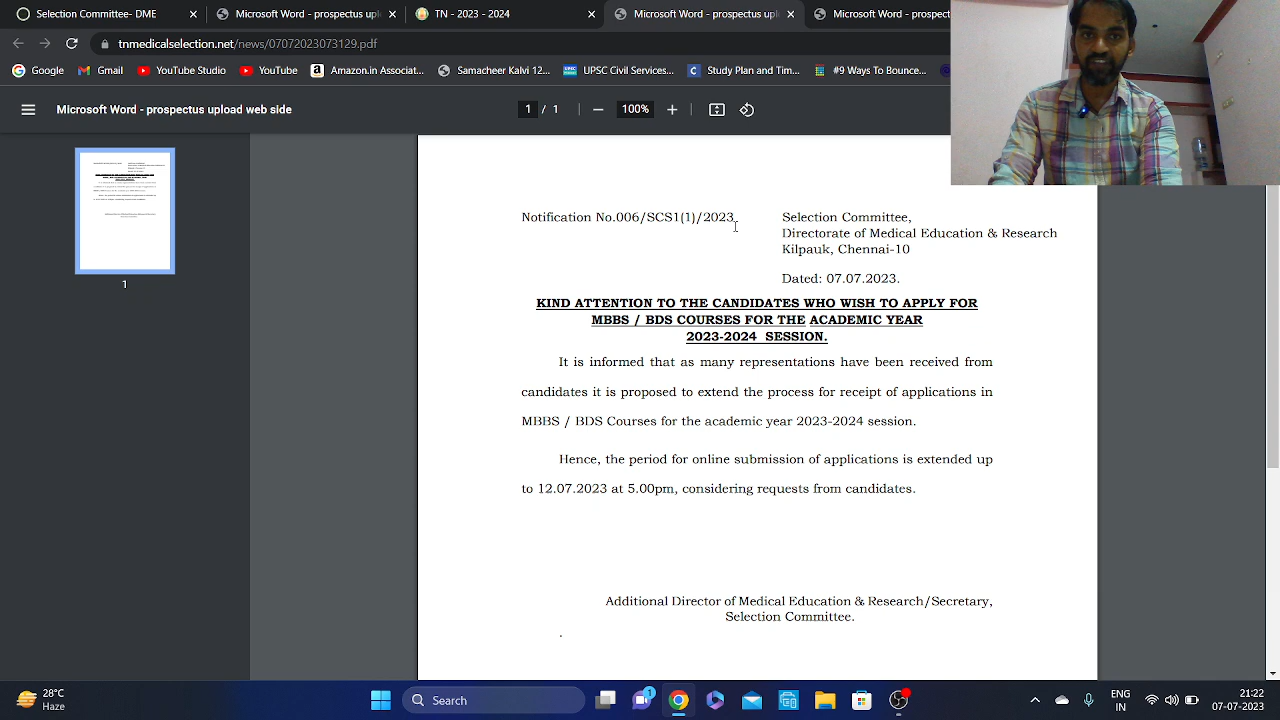 Selection Committee- DME
Microsoft Word - prospectus uplo
TN - 2023 - 2024
Microsoft Word - prospectus uplo
Microsoft Word - prospect
tnmedicalselection.net/news/07072023073123.pdf
Google
Gmail
YouTube Studio
YouTube
Amazon
Sponsored
Engineer Kalvi 12...
UPSC Civil
Study Plan and Tim...
#9 Ways To Bounce...
Microsoft Word - prospectus upload web side
1 / 1
100%
1
Notification No.006/SCS1(1)/2023,
Selection Committee,
Directorate of Medical Education & Research
Kilpauk, Chennai-10
Dated: 07.07.2023.
KIND ATTENTION TO THE CANDIDATES WHO WISH TO APPLY FOR
MBBS / BDS COURSES FOR THE ACADEMIC YEAR
2023-2024 SESSION.
It is informed that as many representations have been received from
candidates it is proposed to extend the process for receipt of applications in
MBBS / BDS Courses for the academic year 2023-2024 session.
Hence, the period for online submission of applications is extended up
to 12.07.2023 at 5.00pm, considering requests from candidates.
Additional Director of Medical Education & Research/Secretary,
Selection Committee.
28°C
Haze
Search
1
ENG
IN
21:22
07-07-2023